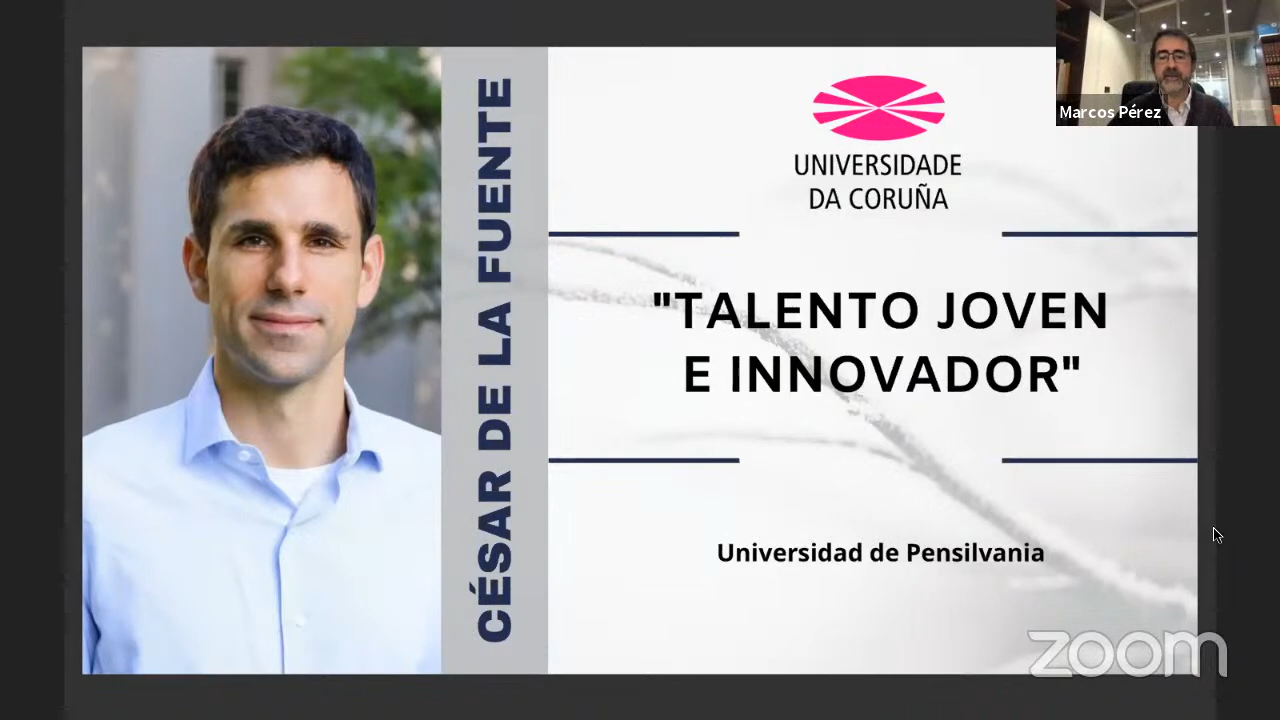 CÉSAR DE LA FUENTE
UNIVERSIDADE
DA CORUÑA
"TALENTO JOVEN
E INNOVADOR"
Universidad de Pensilvania
Marcos Pérez
zoom